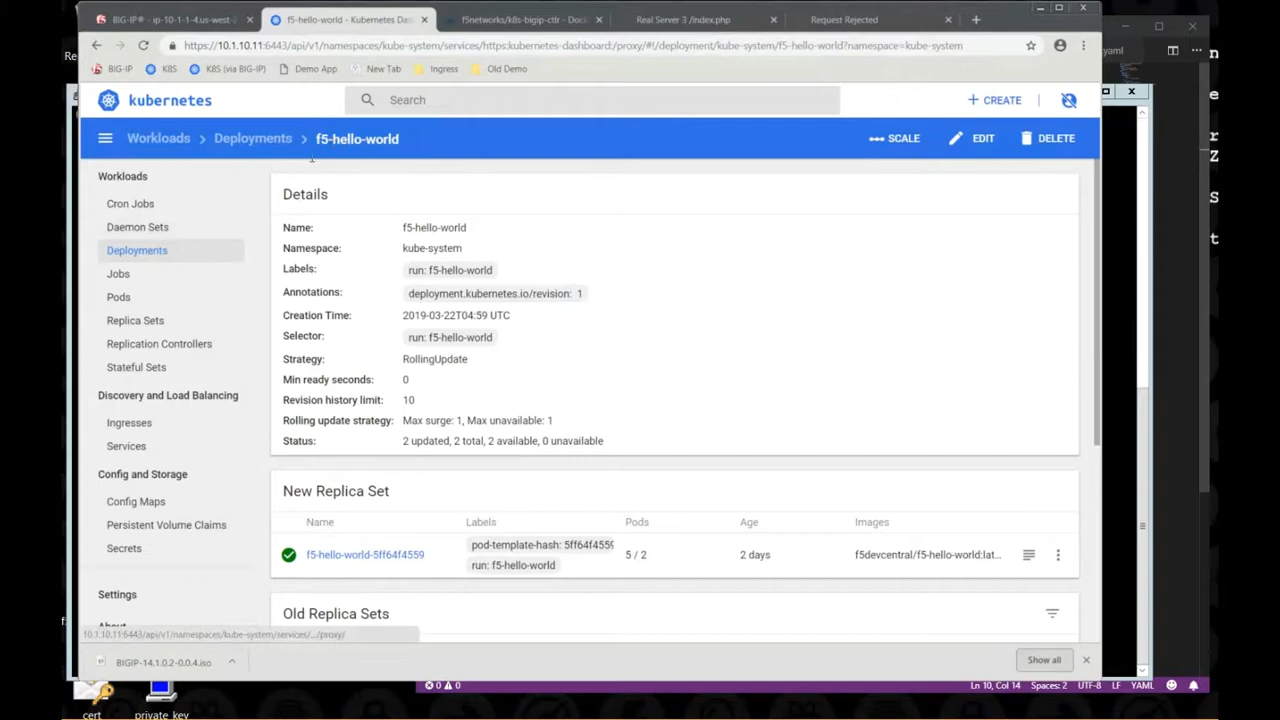 BIG-IP® - ip-10-1-1-4.us-west-
f5-hello-world - Kubernetes Das
f5networks/k8s-bigip-ctlr - Dock
Real Server 3 /index.php
Request Rejected
https://10.1.10.11:6443/api/v1/namespaces/kube-system/services/https:kubernetes-dashboard:/proxy/#!/deployment/kube-system/f5-hello-world?namespace=kube-system
yaml
BIG-IP
K8S
K8S (via BIG-IP)
Demo App
New Tab
Ingress
Old Demo
kubernetes
Search
CREATE
Workloads
Deployments
f5-hello-world
SCALE
EDIT
DELETE
Workloads
Cron Jobs
Daemon Sets
Deployments
Jobs
Pods
Replica Sets
Replication Controllers
Stateful Sets
Discovery and Load Balancing
Ingresses
Services
Config and Storage
Config Maps
Persistent Volume Claims
Secrets
Settings
About
Details
Name: f5-hello-world
Namespace: kube-system
Labels: run: f5-hello-world
Annotations: deployment.kubernetes.io/revision: 1
Creation Time: 2019-03-22T04:59 UTC
Selector: run: f5-hello-world
Strategy: RollingUpdate
Min ready seconds: 0
Revision history limit: 10
Rolling update strategy: Max surge: 1, Max unavailable: 1
Status: 2 updated, 2 total, 2 available, 0 unavailable
New Replica Set
Name Labels Pods Age Images
f5-hello-world-5ff64f4559
pod-template-hash: 5ff64f4559
run: f5-hello-world
5 / 2
2 days
f5devcentral/f5-hello-world:lat...
Old Replica Sets
10.1.10.11:6443/api/v1/namespaces/kube-system/services/.../proxy/
BIGIP-14.1.0.2-0.0.4.iso
Show all
0 0
Ln 10, Col 14 Spaces: 2 UTF-8 LF YAML
cert
private_key